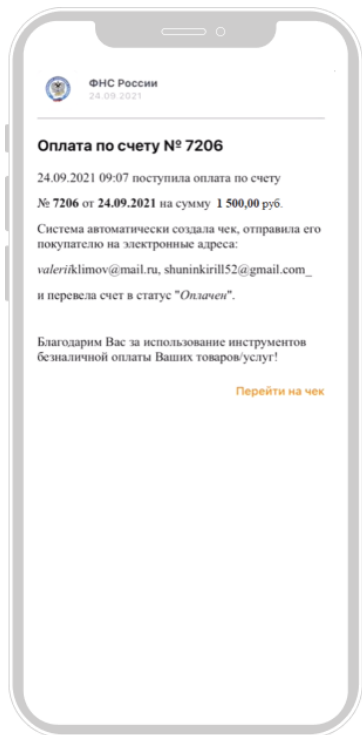 ФНС России
24.09.2021
Оплата по счету № 7206
24.09.2021 09:07 поступила оплата по счету
№ 7206 от 24.09.2021 на сумму 1 500,00 руб.
Система автоматически создала чек, отправила его
покупателю на электронные адреса:
valeriiklimov@mail.ru, shuninkirill52@gmail.com_
и перевела счет в статус "Оплачен".
Благодарим Вас за использование инструментов
безналичной оплаты Ваших товаров/услуг!
Перейти на чек